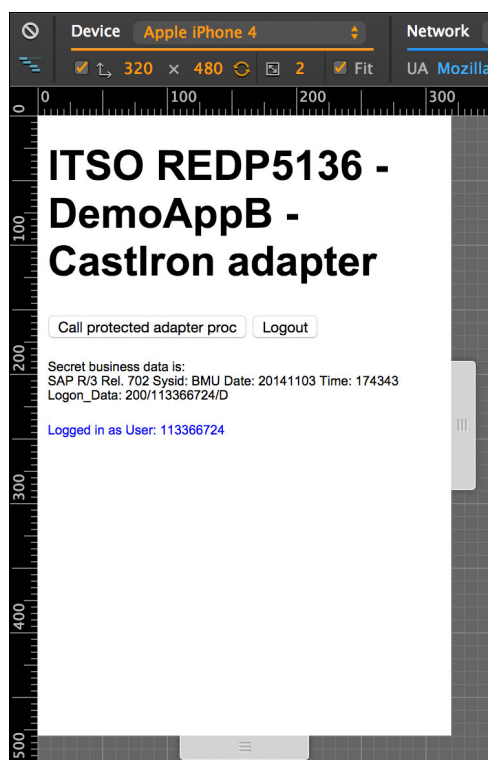 Device Apple iPhone 4 Network
320 × 480 2 Fit UA Mozilla
0 100 200 300
0
100
200
300
400
500
ITSO REDP5136 -
DemoAppB -
CastIron adapter
Call protected adapter proc Logout
Secret business data is:
SAP R/3 Rel. 702 Sysid: BMU Date: 20141103 Time: 174343
Logon_Data: 200/113366724/D
Logged in as User: 113366724